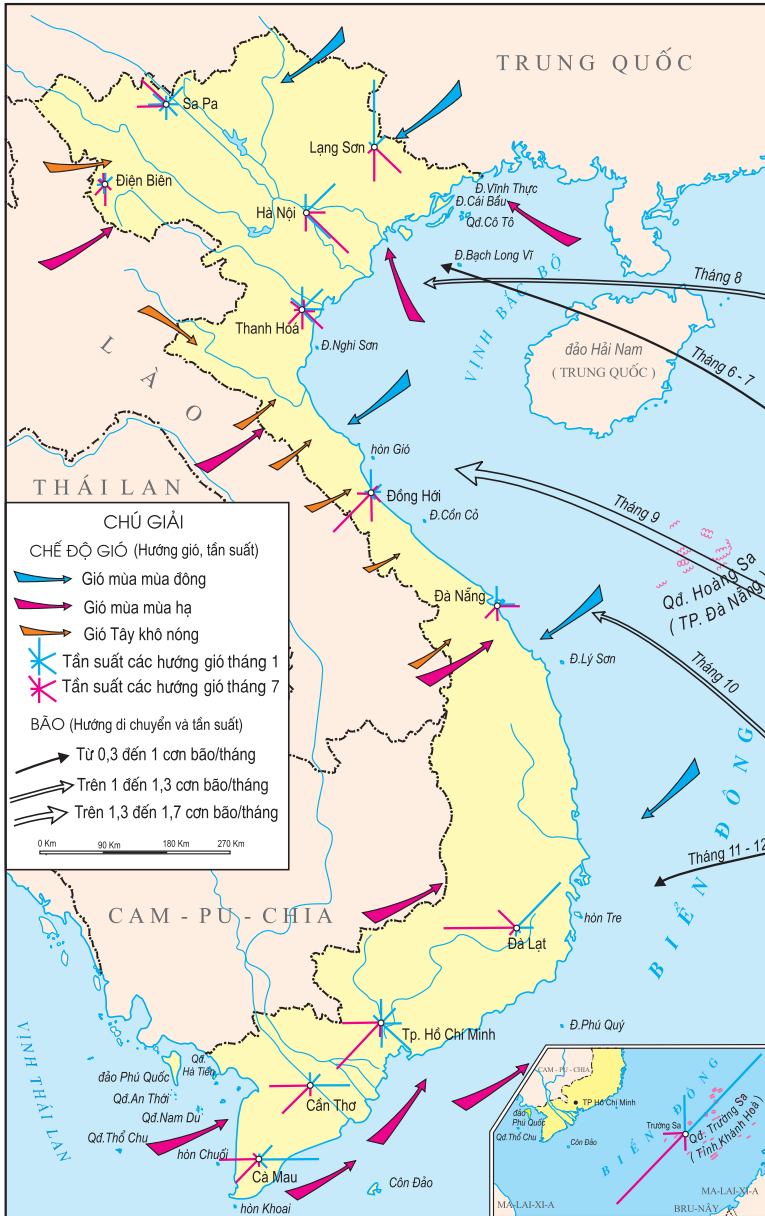 TRUNG QUỐC
Sa Pa
Lạng Sơn
Điện Biên
Hà Nội
Đ.Vĩnh Thực
Đ.Cái Bầu
Qđ.Cô Tô
Đ.Bạch Long Vĩ
VỊNH BẮC BỘ
Tháng 8
Thanh Hóa
Đ.Nghi Sơn
Tháng 6 - 7
đảo Hải Nam
( TRUNG QUỐC )
LÀO
hòn Gió
THÁI LAN
Đồng Hới
Đ.Cồn Cỏ
Tháng 9
Qđ. Hoàng Sa
( TP. Đà Nẵng )
CHÚ GIẢI
CHẾ ĐỘ GIÓ (Hướng gió, tần suất)
Gió mùa mùa đông
Gió mùa mùa hạ
Gió Tây khô nóng
Tần suất các hướng gió tháng 1
Tần suất các hướng gió tháng 7
BÃO (Hướng di chuyển và tần suất)
Từ 0,3 đến 1 cơn bão/tháng
Trên 1 đến 1,3 cơn bão/tháng
Trên 1,3 đến 1,7 cơn bão/tháng
0 Km 90 Km 180 Km 270 Km
Đà Nẵng
Đ.Lý Sơn
Tháng 10
BIỂN ĐÔNG
Tháng 11 - 12
CAM - PU - CHIA
hòn Tre
Đà Lạt
Tp. Hồ Chí Minh
Đ.Phú Quý
VỊNH THÁI LAN
Qđ.
Hà Tiên
đảo Phú Quốc
Qđ.An Thới
Qđ.Nam Du
Qđ.Thổ Chu
hòn Chuối
Cần Thơ
Cà Mau
Côn Đảo
hòn Khoai
CAM - PU - CHIA
TP Hồ Chí Minh
đảo
Phú Quốc
Qđ.Thổ Chu
Côn Đảo
BIỂN ĐÔNG
Trường Sa
Qđ. Trường Sa
( Tỉnh Khánh Hoà )
MA-LAI-XI-A
MA-LAI-XI-A
BRU-NÂY